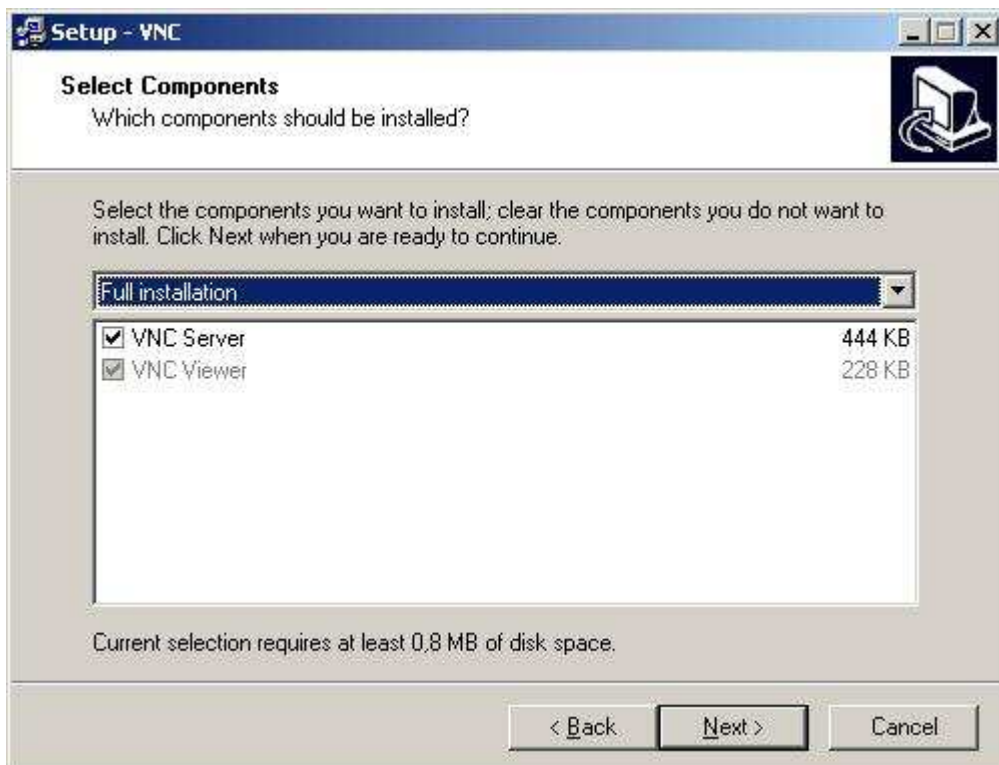 Setup - VNC
Select Components
Which components should be installed?
Select the components you want to install; clear the components you do not want to
install. Click Next when you are ready to continue.
Full installation
VNC Server 444 KB
VNC Viewer 228 KB
Current selection requires at least 0,8 MB of disk space.
< Back Next > Cancel